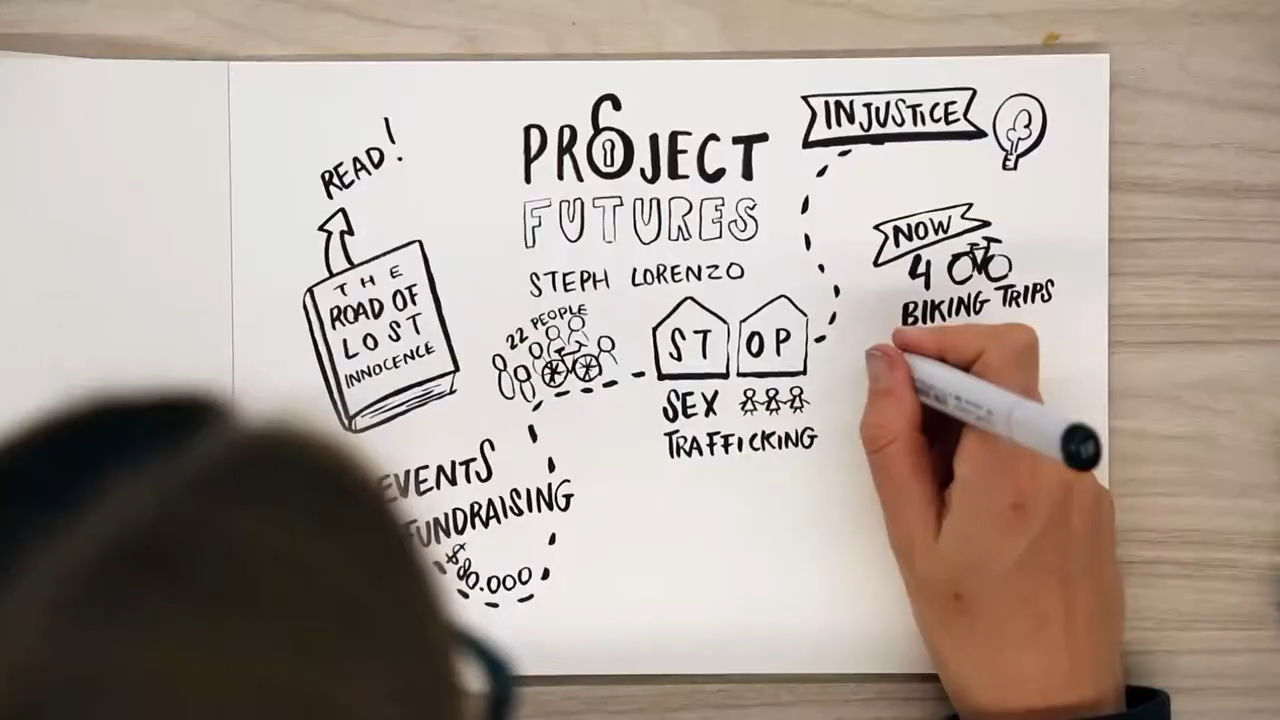 READ!
THE
ROAD OF
LOST
INNOCENCE
PROJECT
FUTURES
STEPH LORENZO
22 PEOPLE
ST OP
SEX
TRAFFICKING
EVENTS
FUNDRAISING
INJUSTICE
NOW
4
BIKING TRIPS